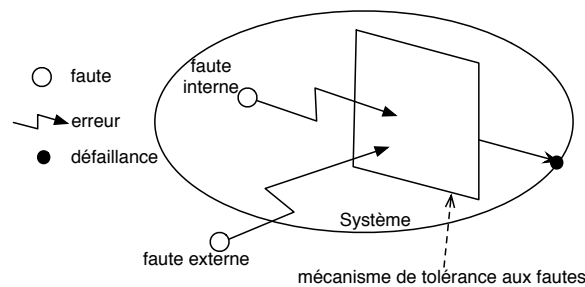 faute
erreur
défaillance
faute
interne
Système
faute externe
mécanisme de tolérance aux fautes